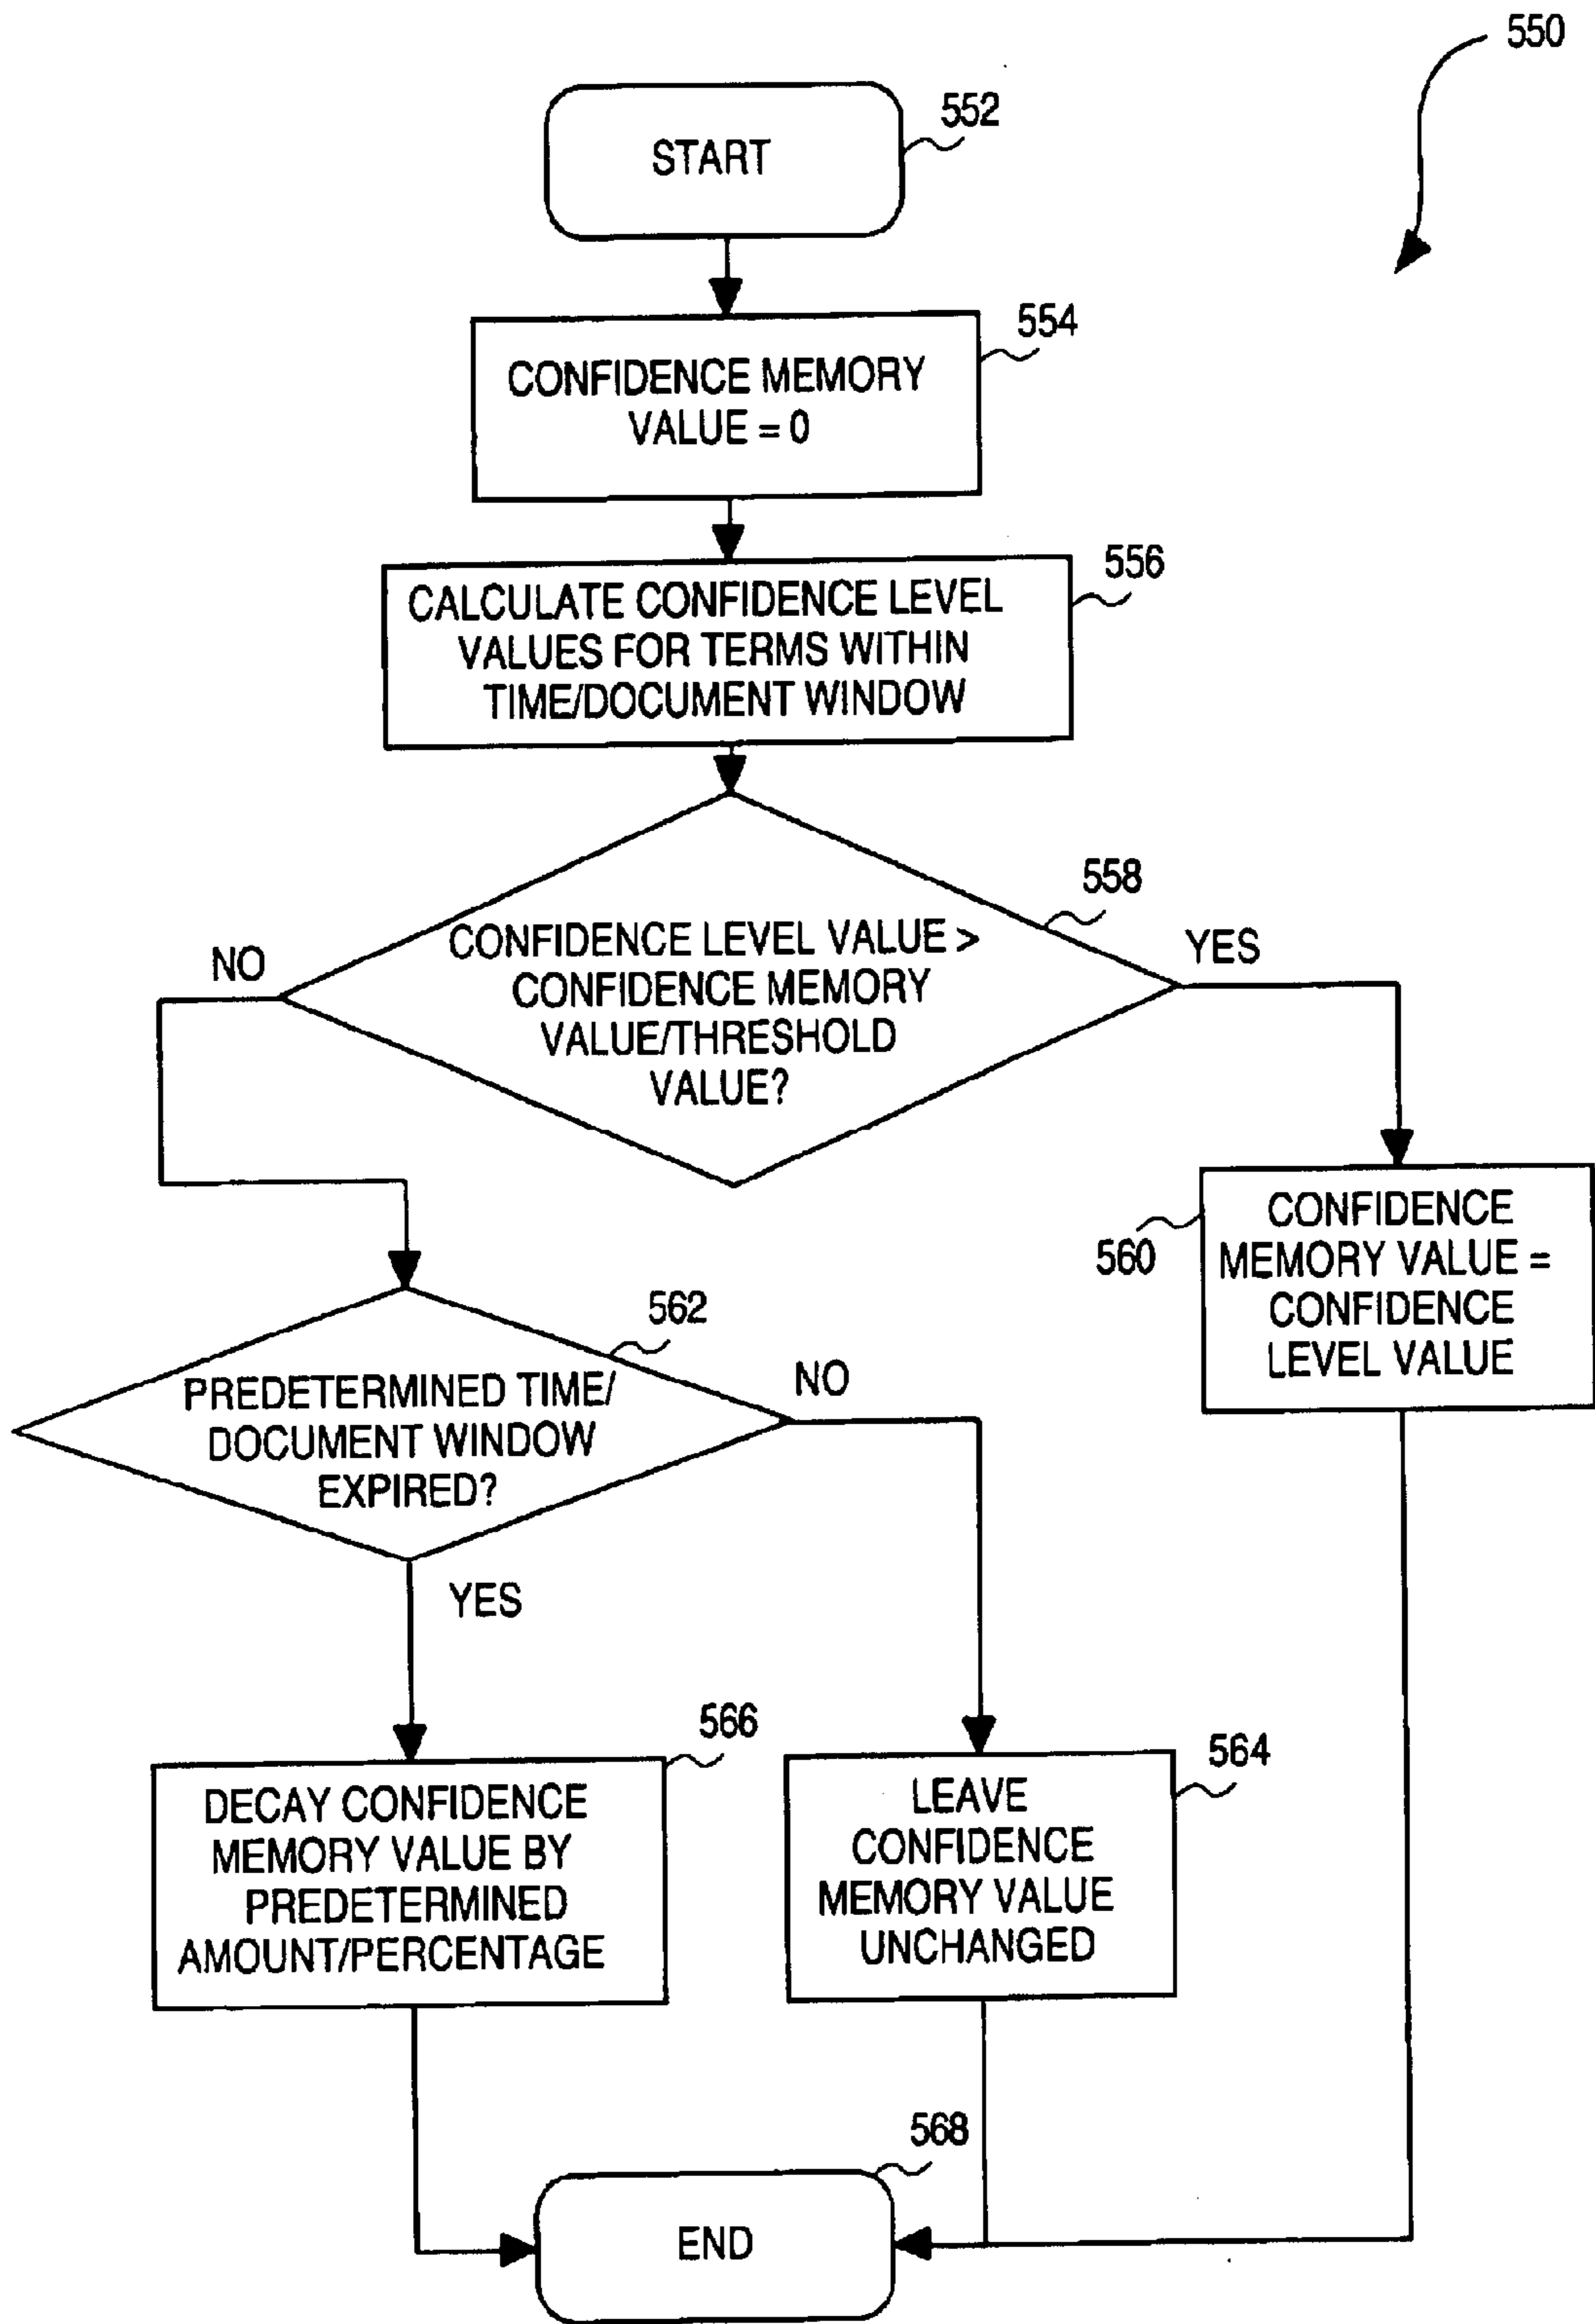 550
552
START
554
CONFIDENCE MEMORY
VALUE = 0
556
CALCULATE CONFIDENCE LEVEL
VALUES FOR TERMS WITHIN
TIME/DOCUMENT WINDOW
558
CONFIDENCE LEVEL VALUE >
CONFIDENCE MEMORY
VALUE/THRESHOLD
VALUE?
NO
YES
560
CONFIDENCE
MEMORY VALUE =
CONFIDENCE
LEVEL VALUE
562
PREDETERMINED TIME/
DOCUMENT WINDOW
EXPIRED?
NO
YES
566
DECAY CONFIDENCE
MEMORY VALUE BY
PREDETERMINED
AMOUNT/PERCENTAGE
564
LEAVE
CONFIDENCE
MEMORY VALUE
UNCHANGED
568
END